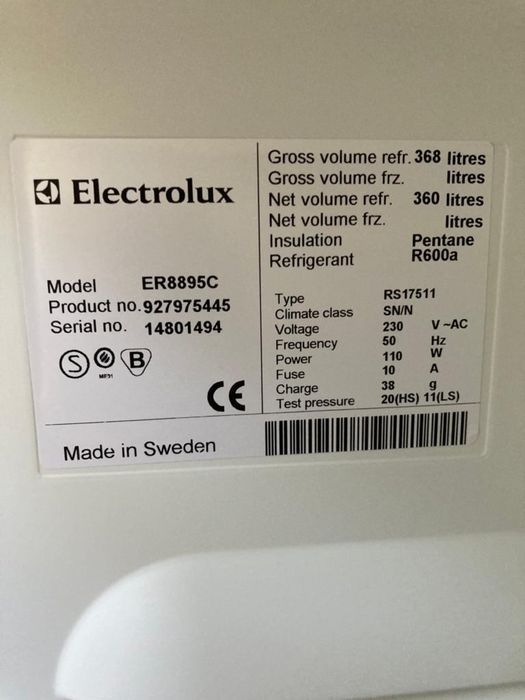 Electrolux
Model ER8895C
Product no. 927975445
Serial no. 14801494
S B
CE
Made in Sweden
Gross volume refr. 368 litres
Gross volume frz. litres
Net volume refr. 360 litres
Net volume frz. litres
Insulation Pentane
Refrigerant R600a
Type RS17511
Climate class SN/N
Voltage 230 V ~AC
Frequency 50 Hz
Power 110 W
Fuse 10 A
Charge 38 g
Test pressure 20(HS) 11(LS)